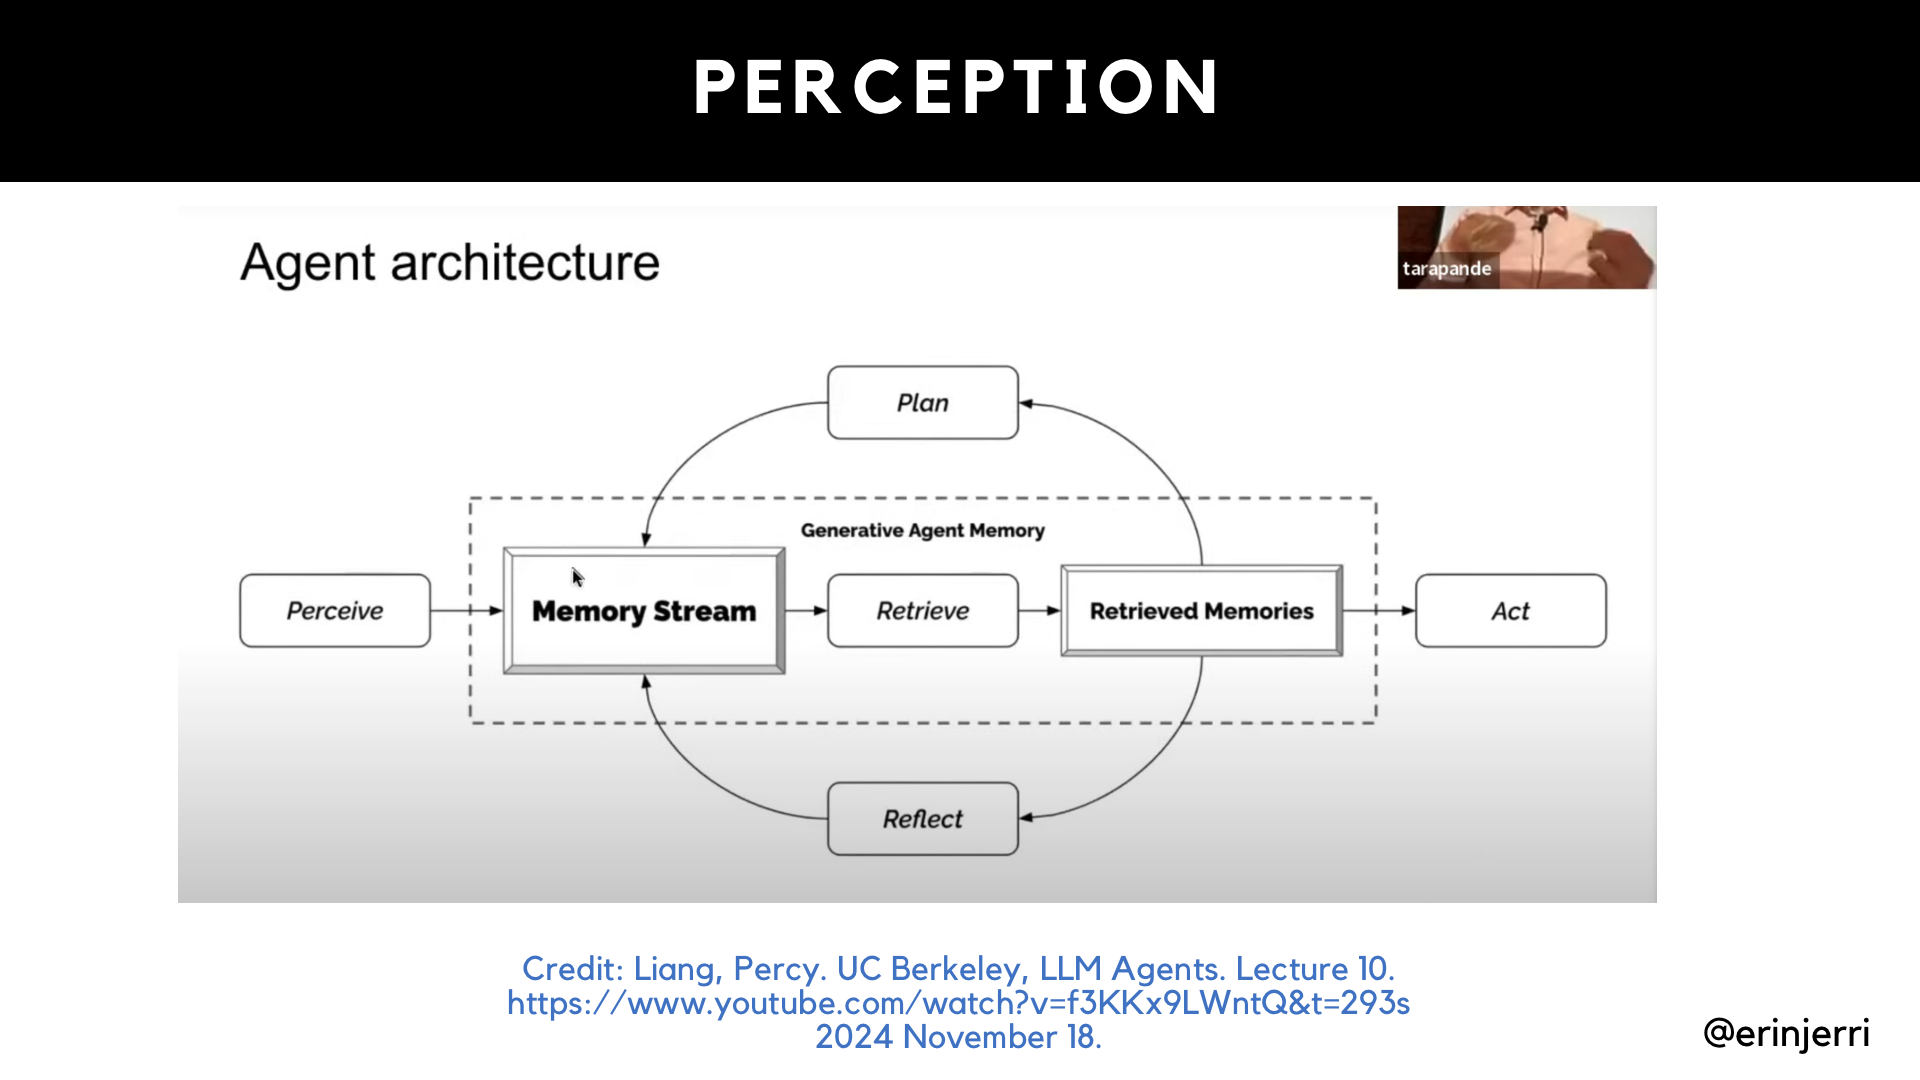 PERCEPTION
Agent architecture
tarapande
Plan
Generative Agent Memory
Perceive
Memory Stream
Retrieve
Retrieved Memories
Act
Reflect
Credit: Liang, Percy. UC Berkeley, LLM Agents. Lecture 10.
https://www.youtube.com/watch?v=f3KKx9LWntQ&t=293s
2024 November 18.
@erinjerri